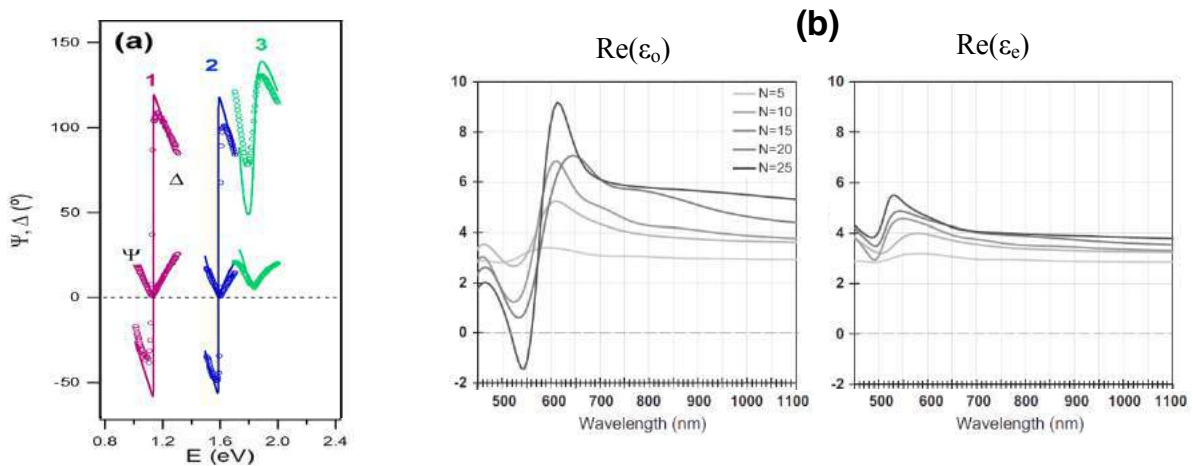 (a)
1
2
3
Ψ, Δ (º)
150
100
50
0
-50
Δ
Ψ
0.8
1.2
1.6
2.0
2.4
E (eV)
(b)
Re(εo)
Re(εe)
10
8
6
4
2
0
-2
N=5
N=10
N=15
N=20
N=25
500 600 700 800 900 1000 1100
Wavelength (nm)
10
8
6
4
2
0
-2
500 600 700 800 900 1000 1100
Wavelength (nm)